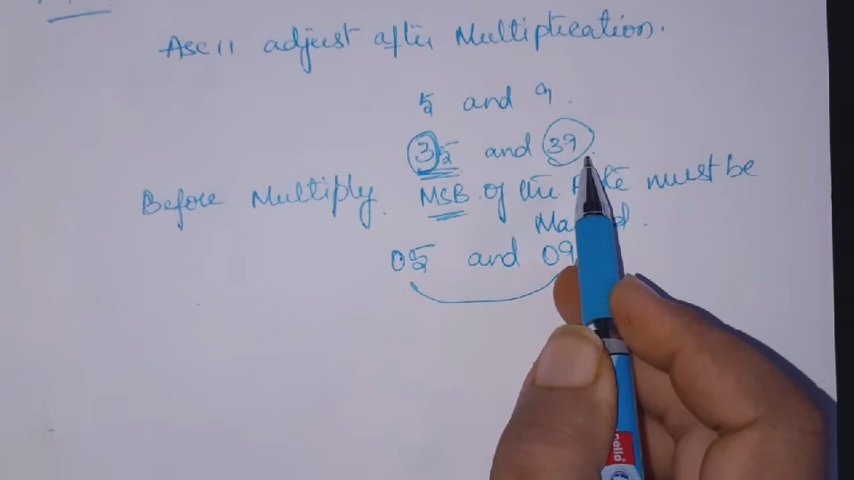 Ascii adjust after Multiplication.
5 and 9.
35 and 39.
Before Multiply. MSB of the must be
05 and 09